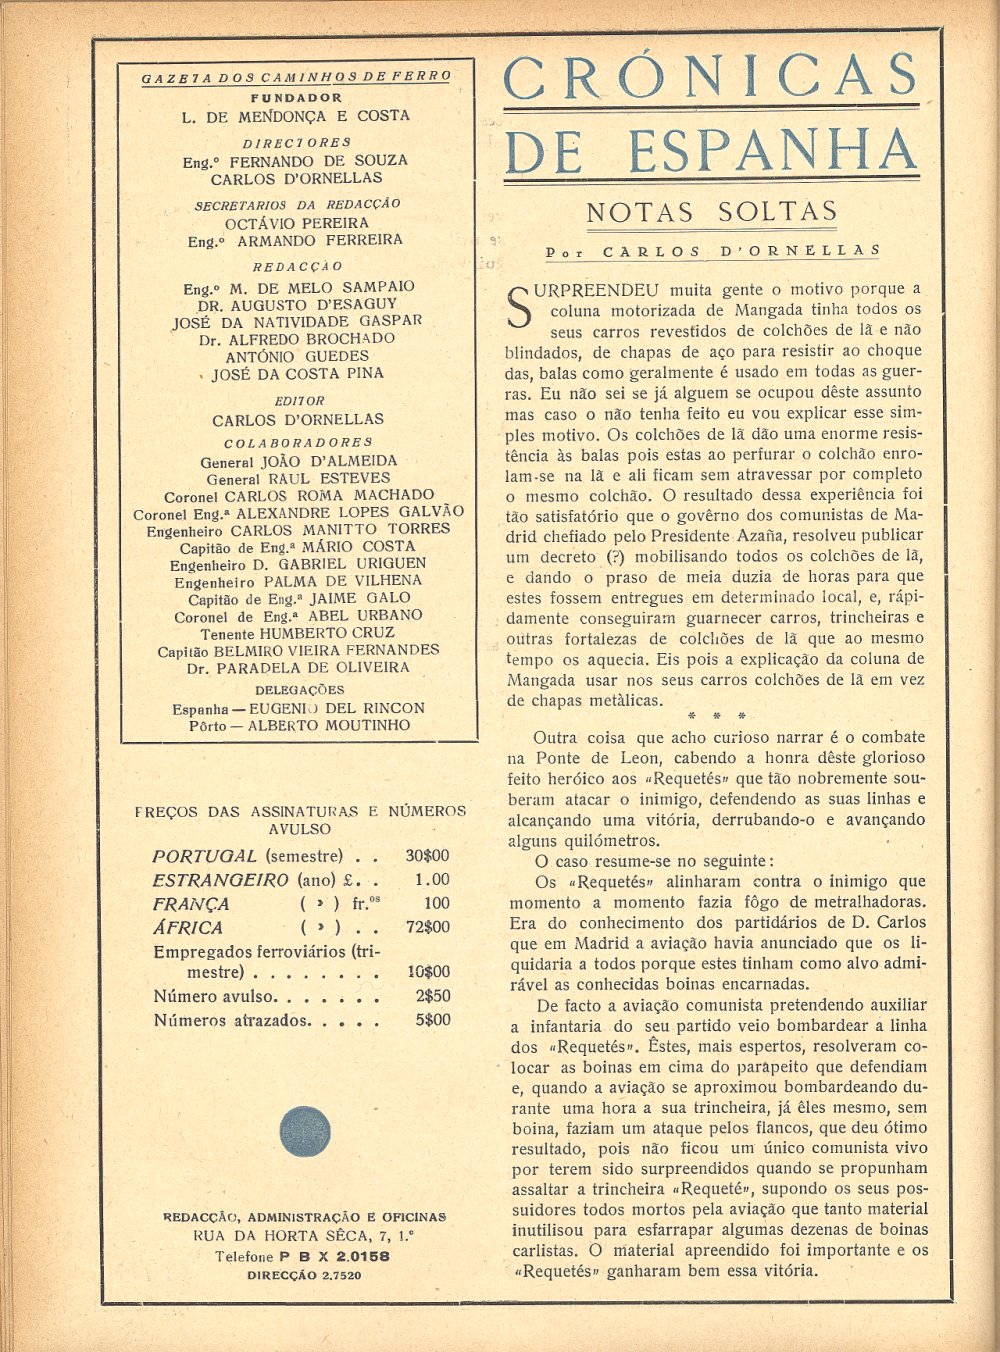 GAZETA DOS CAMINHOS DE FERRO
FUNDADOR
L. DE MENDONÇA E COSTA
DIRECTORES
Eng.º FERNANDO DE SOUZA
CARLOS D'ORNELLAS
SECRETARIOS DA REDACÇÃO
OCTÁVIO PEREIRA
Eng.º ARMANDO FERREIRA
REDACÇÃO
Eng.º M. DE MELO SAMPAIO
DR. AUGUSTO D'ESAGUY
JOSÉ DA NATIVIDADE GASPAR
Dr. ALFREDO BROCHADO
ANTÓNIO GUEDES
JOSÉ DA COSTA PINA
EDITOR
CARLOS D'ORNELLAS
COLABORADORES
General JOÃO D'ALMEIDA
General RAUL ESTEVES
Coronel CARLOS ROMA MACHADO
Coronel Eng.ª ALEXANDRE LOPES GALVÃO
Engenheiro CARLOS MANITTO TORRES
Capitão de Eng.ª MÁRIO COSTA
Engenheiro D. GABRIEL URIGUEN
Engenheiro PALMA DE VILHENA
Capitão de Eng.ª JAIME GALO
Coronel de Eng.ª ABEL URBANO
Tenente HUMBERTO CRUZ
Capitão BELMIRO VIEIRA FERNANDES
Dr. PARADELA DE OLIVEIRA
DELEGAÇÕES
Espanha — EUGENIO DEL RINCON
Pôrto — ALBERTO MOUTINHO
PREÇOS DAS ASSINATURAS E NÚMEROS
AVULSO
PORTUGAL (semestre) . . 30$00
ESTRANGEIRO (ano) £. . 1.00
FRANÇA ( » ) fr.os 100
ÁFRICA ( » ) . . 72$00
Empregados ferroviários (tri-
mestre) . . . . . . . . 10$00
Número avulso. . . . . . . 2$50
Números atrazados. . . . . 5$00
REDACÇÃO, ADMINISTRAÇÃO E OFICINAS
RUA DA HORTA SÊCA, 7, 1.º
Telefone P B X 2.0158
DIRECÇÃO 2.7520
CRÓNICAS
DE ESPANHA
NOTAS SOLTAS
Por CARLOS D'ORNELLAS
SURPREENDEU muita gente o motivo porque a
coluna motorizada de Mangada tinha todos os
seus carros revestidos de colchões de lã e não
blindados, de chapas de aço para resistir ao choque
das, balas como geralmente é usado em todas as guer-
ras. Eu não sei se já alguem se ocupou dêste assunto
mas caso o não tenha feito eu vou explicar esse sim-
ples motivo. Os colchões de lã dão uma enorme resis-
tência às balas pois estas ao perfurar o colchão enro-
lam-se na lã e ali ficam sem atravessar por completo
o mesmo colchão. O resultado dessa experiência foi
tão satisfatório que o govêrno dos comunistas de Ma-
drid chefiado pelo Presidente Azaña, resolveu publicar
um decreto (?) mobilisando todos os colchões de lã,
e dando o praso de meia duzia de horas para que
estes fossem entregues em determinado local, e, rápi-
damente conseguiram guarnecer carros, trincheiras e
outras fortalezas de colchões de lã que ao mesmo
tempo os aquecia. Eis pois a explicação da coluna de
Mangada usar nos seus carros colchões de lã em vez
de chapas metàlicas.
* * *
Outra coisa que acho curioso narrar é o combate
na Ponte de Leon, cabendo a honra dêste glorioso
feito heróico aos «Requetés» que tão nobremente sou-
beram atacar o inimigo, defendendo as suas linhas e
alcançando uma vitória, derrubando-o e avançando
alguns quilómetros.
O caso resume-se no seguinte:
Os «Requetés» alinharam contra o inimigo que
momento a momento fazia fôgo de metralhadoras.
Era do conhecimento dos partidários de D. Carlos
que em Madrid a aviação havia anunciado que os li-
quidaria a todos porque estes tinham como alvo admi-
rável as conhecidas boinas encarnadas.
De facto a aviação comunista pretendendo auxiliar
a infantaria do seu partido veio bombardear a linha
dos «Requetés». Êstes, mais espertos, resolveram co-
locar as boinas em cima do parapeito que defendiam
e, quando a aviação se aproximou bombardeando du-
rante uma hora a sua trincheira, já êles mesmo, sem
boina, faziam um ataque pelos flancos, que deu ótimo
resultado, pois não ficou um único comunista vivo
por terem sido surpreendidos quando se propunham
assaltar a trincheira «Requeté», supondo os seus pos-
suidores todos mortos pela aviação que tanto material
inutilisou para esfarrapar algumas dezenas de boinas
carlistas. O material apreendido foi importante e os
«Requetés» ganharam bem essa vitória.